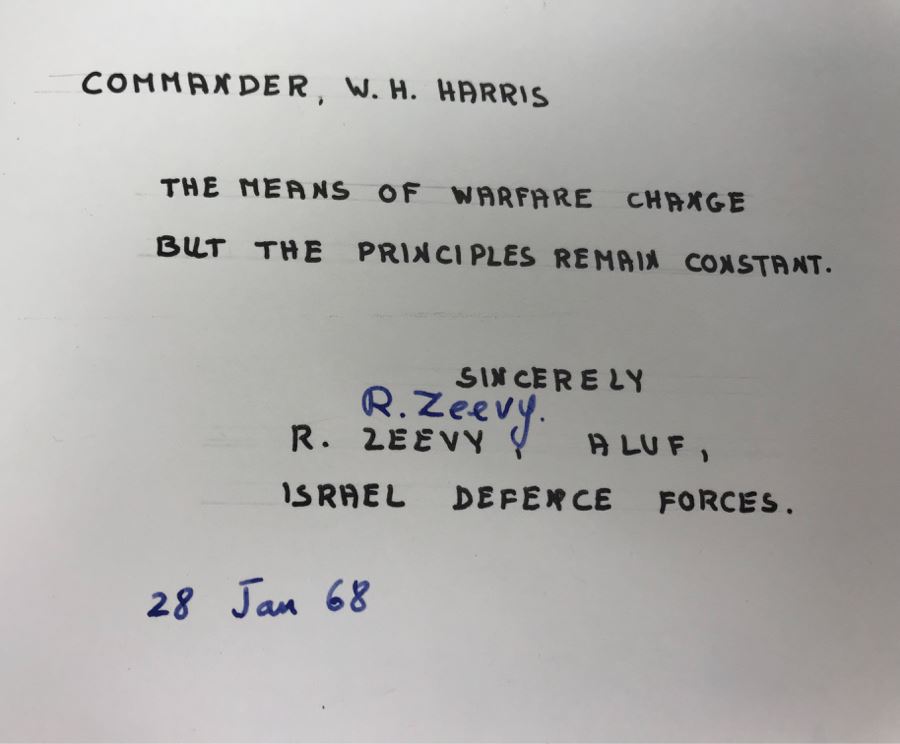 COMMANDER, W. H. HARRIS
THE MEANS OF WARFARE CHANGE
BUT THE PRINCIPLES REMAIN CONSTANT.
SINCERELY
R. Zeevy.
R. ZEEVY, ALUF,
ISRAEL DEFENCE FORCES.
28 Jan 68